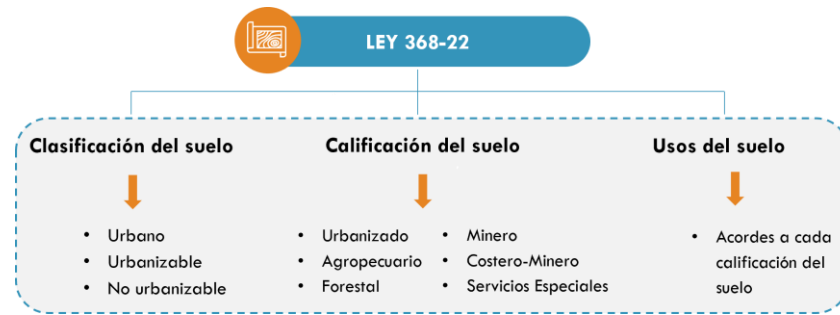 LEY 368-22
Clasificación del suelo
• Urbano
• Urbanizable
• No urbanizable
Calificación del suelo
• Urbanizado
• Agropecuario
• Forestal
• Minero
• Costero-Minero
• Servicios Especiales
Usos del suelo
• Acordes a cada
calificación del
suelo